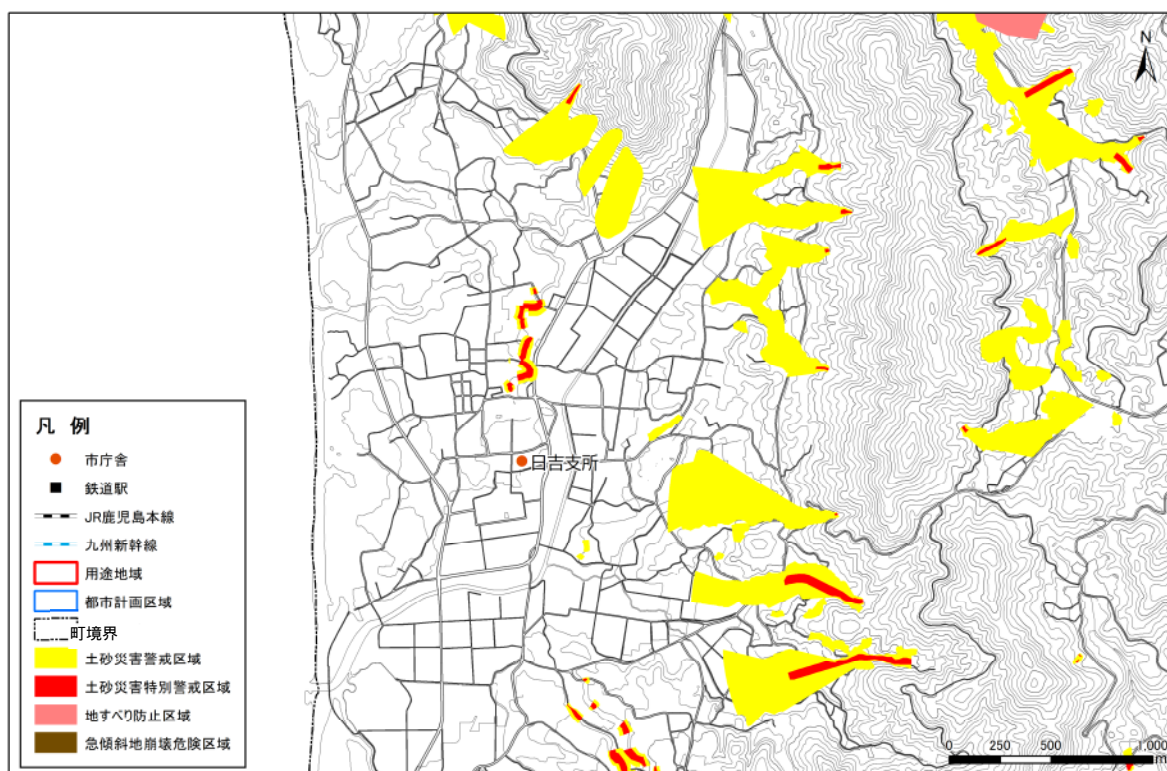 N
日吉支所
凡 例
市庁舎
鉄道駅
JR鹿児島本線
九州新幹線
用途地域
都市計画区域
町境界
土砂災害警戒区域
土砂災害特別警戒区域
地すべり防止区域
急傾斜地崩壊危険区域
0 250 500 1,000
m